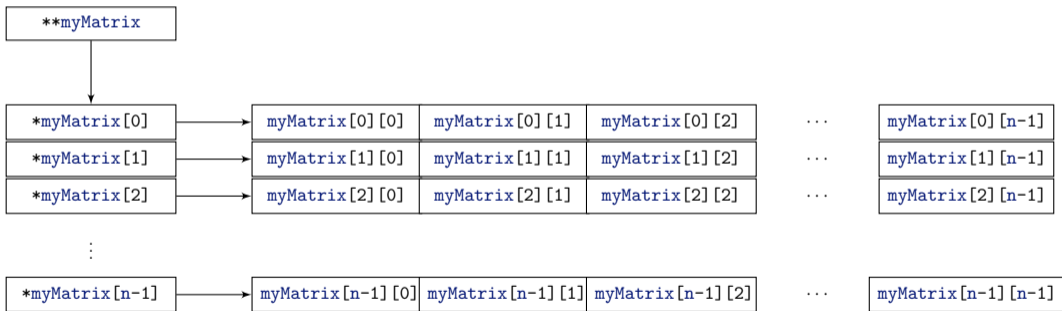 **myMatrix
*myMatrix[0] myMatrix[0][0] myMatrix[0][1] myMatrix[0][2] ... myMatrix[0][n-1]
*myMatrix[1] myMatrix[1][0] myMatrix[1][1] myMatrix[1][2] ... myMatrix[1][n-1]
*myMatrix[2] myMatrix[2][0] myMatrix[2][1] myMatrix[2][2] ... myMatrix[2][n-1]
⋮
*myMatrix[n-1] myMatrix[n-1][0] myMatrix[n-1][1] myMatrix[n-1][2] ... myMatrix[n-1][n-1]